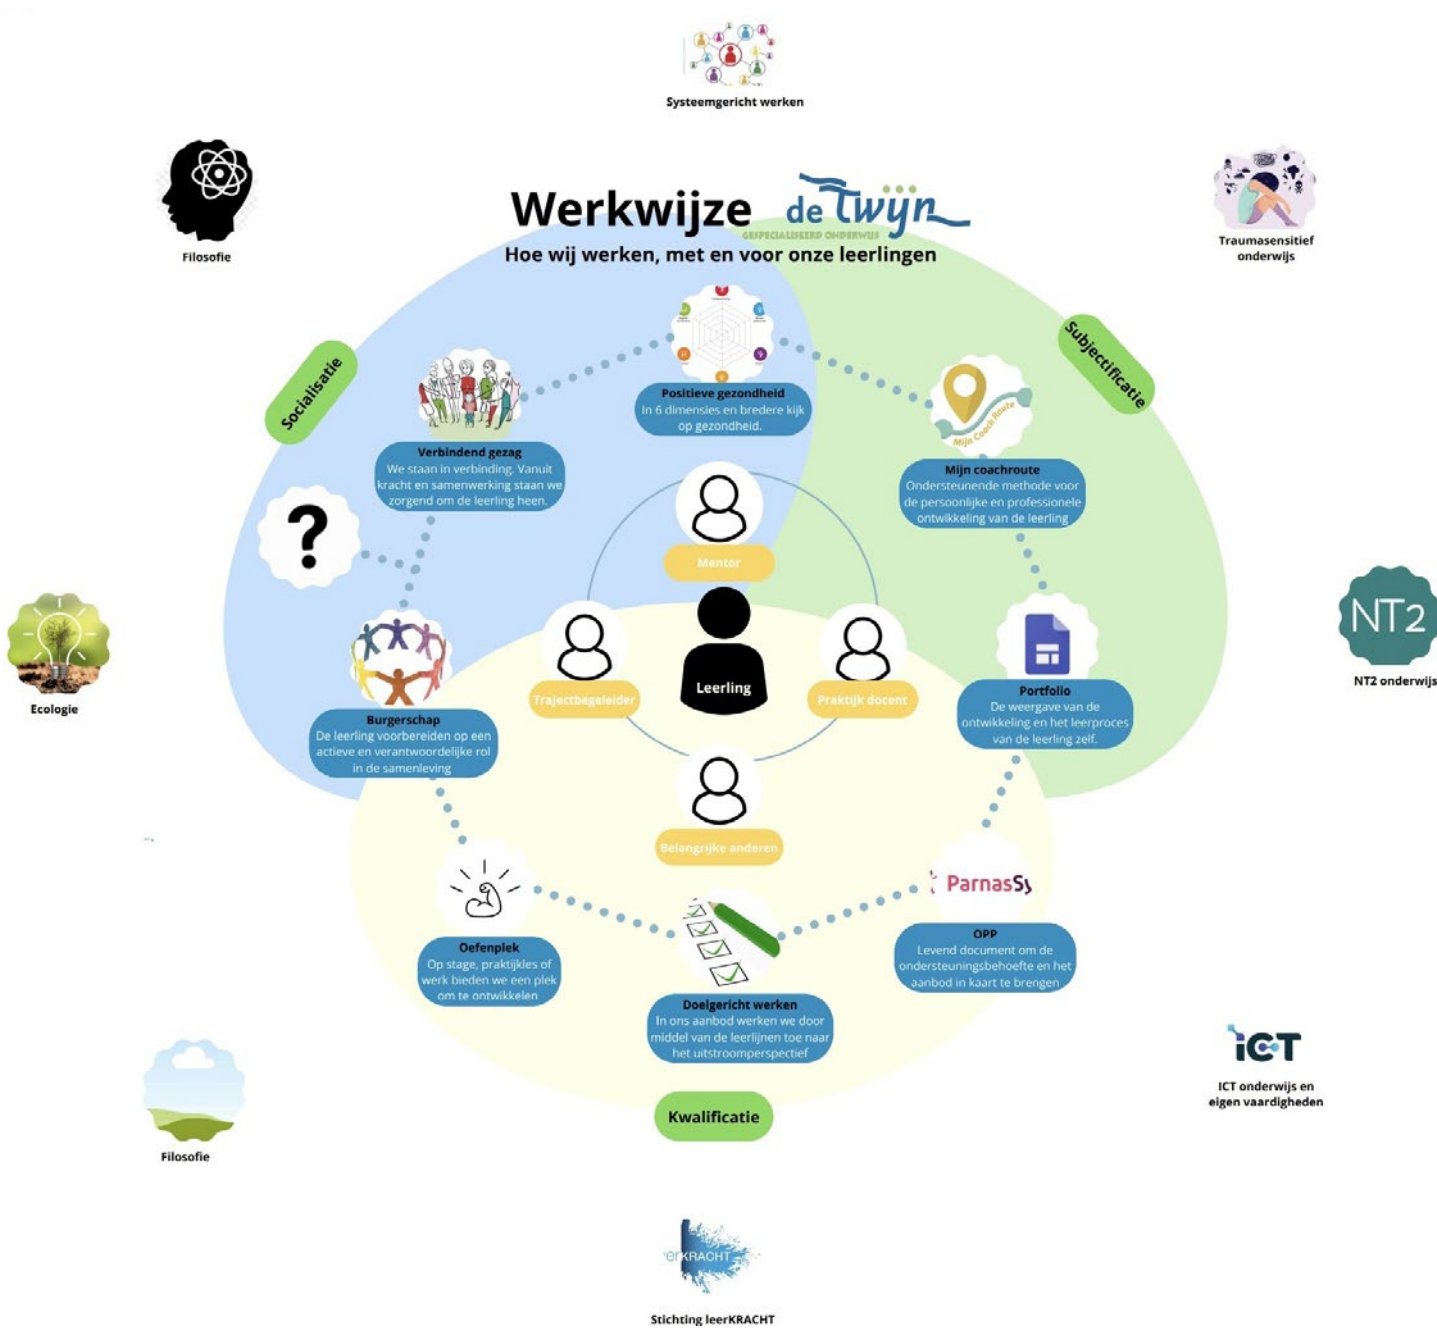 Systeemgericht werken
Filosofie
Traumasensitief
onderwijs
Werkwijze de Twijn
GESPECIALISEERD ONDERWIJS
Hoe wij werken, met en voor onze leerlingen
Socialisatie
Subjectificatie
Positieve gezondheid
In 6 dimensies en bredere kijk
op gezondheid.
Verbindend gezag
We staan in verbinding. Vanuit
kracht en samenwerking staan we
zorgend om de leerling heen.
Mijn Coach Route
Mijn coachroute
Ondersteunende methode voor
de persoonlijke en professionele
ontwikkeling van de leerling
?
Mentor
Leerling
Trajectbegeleider
Praktijk docent
Belangrijke anderen
Ecologie
NT2
NT2 onderwijs
Burgerschap
De leerling voorbereiden op een
actieve en verantwoordelijke rol
in de samenleving
Portfolio
De weergave van de
ontwikkeling en het leerproces
van de leerling zelf.
Oefenplek
Op stage, praktijkles of
werk bieden we een plek
om te ontwikkelen
Doelgericht werken
In ons aanbod werken we door
middel van de leerlijnen toe naar
het uitstroomperspectief
ParnasSy
OPP
Levend document om de
ondersteuningsbehoefte en het
aanbod in kaart te brengen
Kwalificatie
Filosofie
iCT
ICT onderwijs en
eigen vaardigheden
erKRACHT
Stichting leerKRACHT